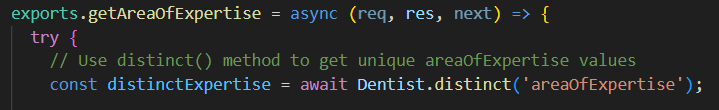 exports.getAreaOfExpertise = async (req, res, next) => {
  try {
    // Use distinct() method to get unique areaOfExpertise values
    const distinctExpertise = await Dentist.distinct('areaOfExpertise');